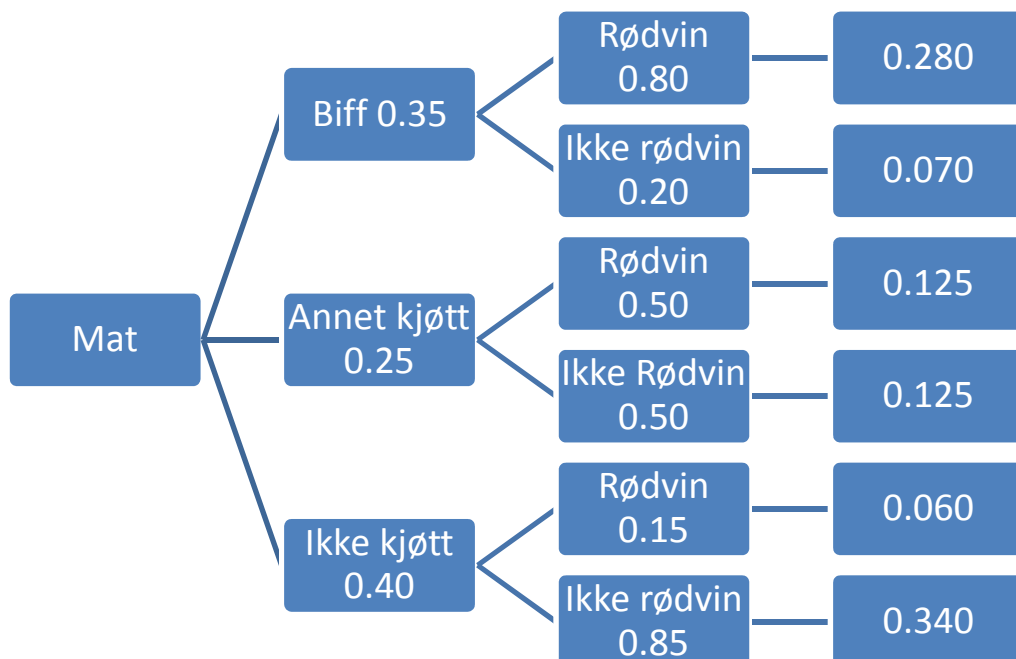 Mat
Biff 0.35
Rødvin
0.80
0.280
Ikke rødvin
0.20
0.070
Annet kjøtt
0.25
Rødvin
0.50
0.125
Ikke Rødvin
0.50
0.125
Ikke kjøtt
0.40
Rødvin
0.15
0.060
Ikke rødvin
0.85
0.340